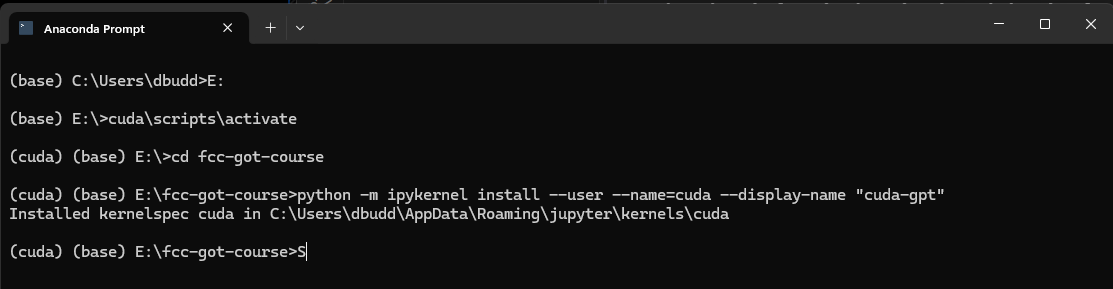 Anaconda Prompt
(base) C:\Users\dbudd>E:
(base) E:\>cuda\scripts\activate
(cuda) (base) E:\>cd fcc-got-course
(cuda) (base) E:\fcc-got-course>python -m ipykernel install --user --name=cuda --display-name "cuda-gpt"
Installed kernelspec cuda in C:\Users\dbudd\AppData\Roaming\jupyter\kernels\cuda
(cuda) (base) E:\fcc-got-course>S